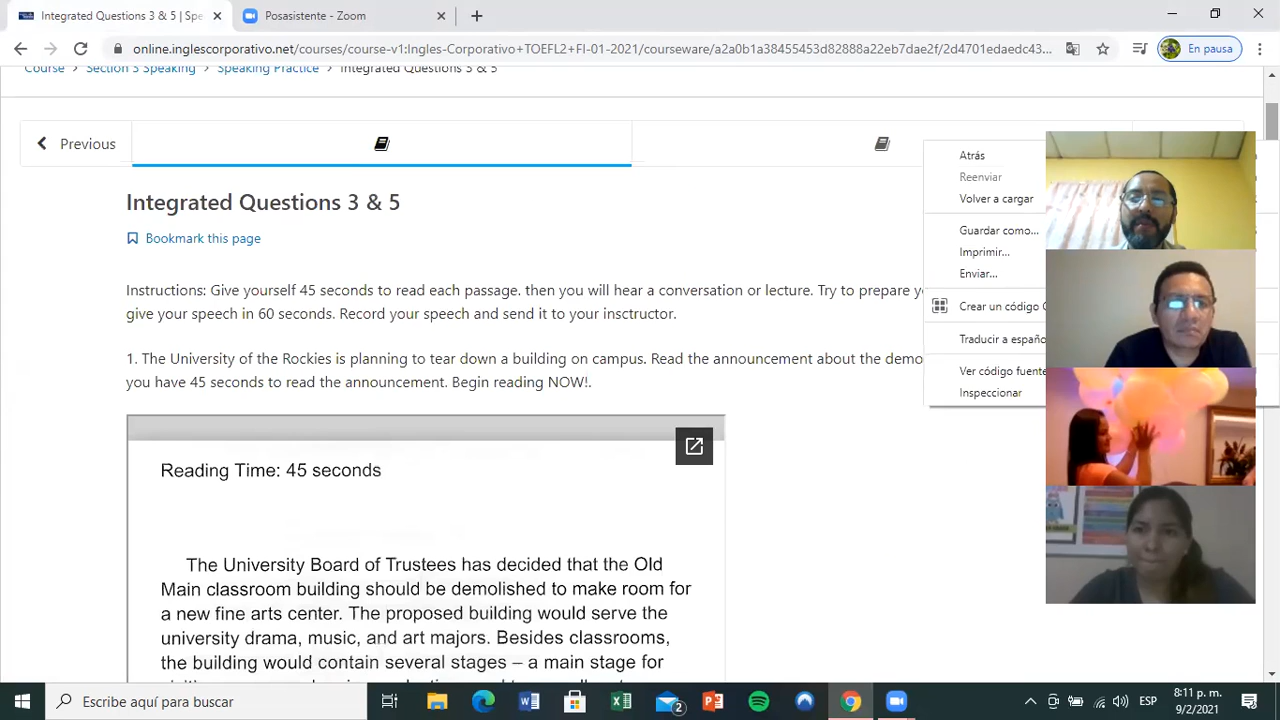 Integrated Questions 3 & 5 | Spe
Posasistente - Zoom
online.inglescorporativo.net/courses/course-v1:Ingles-Corporativo+TOEFL2+FI-01-2021/courseware/a2a0b1a38455453d82888a22eb7dae2f/2d4701edaedc43...
En pausa
Course
Section 3 Speaking
Speaking Practice
Integrated Questions 3 & 5
Previous
Integrated Questions 3 & 5
Bookmark this page
Instructions: Give yourself 45 seconds to read each passage. then you will hear a conversation or lecture. Try to prepare yo
give your speech in 60 seconds. Record your speech and send it to your insctructor.
1. The University of the Rockies is planning to tear down a building on campus. Read the announcement about the demo
you have 45 seconds to read the announcement. Begin reading NOW!.
Reading Time: 45 seconds
The University Board of Trustees has decided that the Old
Main classroom building should be demolished to make room for
a new fine arts center. The proposed building would serve the
university drama, music, and art majors. Besides classrooms,
the building would contain several stages – a main stage for
Atrás
Reenviar
Volver a cargar
Guardar como...
Imprimir...
Enviar...
Crear un código
Traducir a españo
Ver código fuente
Inspeccionar
Escribe aquí para buscar
2
ESP
8:11 p. m.
9/2/2021